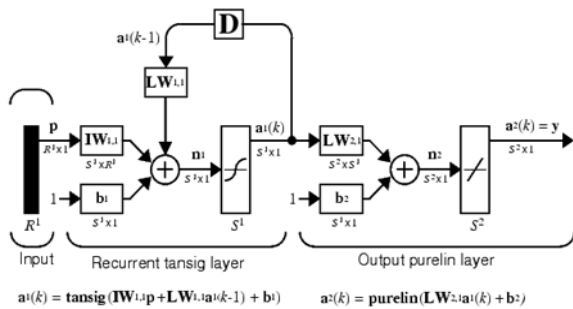 D
a¹(k-1)
LW1,1
p
a¹(k)
a²(k) = y
IW1,1
n1
LW2,1
n2
R¹x1
S¹x1
S¹x1
S²x1
S²x1
S¹xR¹
S²xS¹
1
b1
1
b2
R¹
S¹x1
S¹
S¹x1
S²
Input
Recurrent tansig layer
Output purelin layer
a¹(k) = tansig(IW1,1p+LW1,1a¹(k-1) + b1)
a²(k) = purelin(LW2,1a¹(k) + b2)